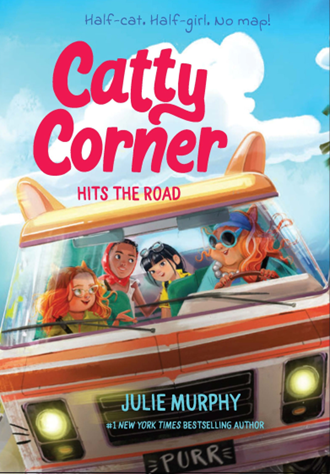 Half-cat. Half-girl. No map!
Catty
Corner
HITS THE ROAD
JULIE MURPHY
#1 NEW YORK TIMES BESTSELLING AUTHOR
PURR